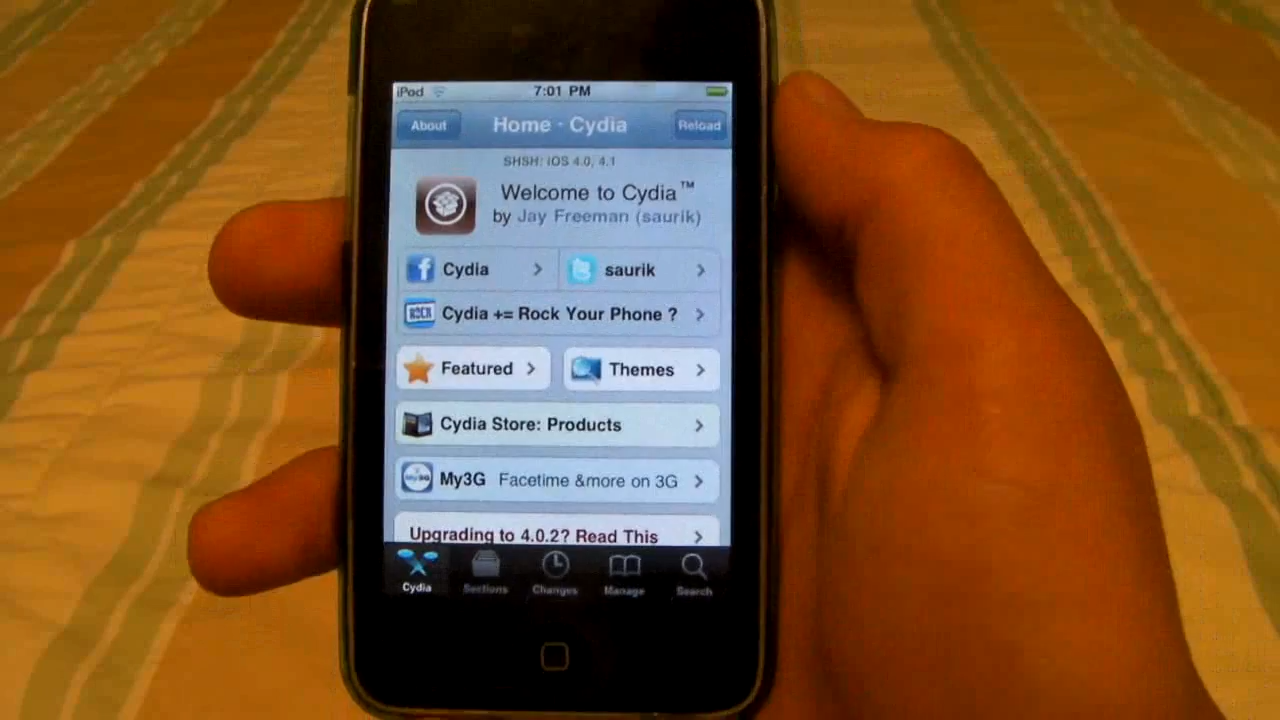 iPod 7:01 PM
About Home - Cydia Reload
SHSH: iOS 4.0, 4.1
Welcome to Cydia™
by Jay Freeman (saurik)
Cydia saurik
ROCK Cydia += Rock Your Phone ?
Featured Themes
Cydia Store: Products
My3G My3G Facetime &more on 3G
Upgrading to 4.0.2? Read This
Cydia Sections Changes Manage Search